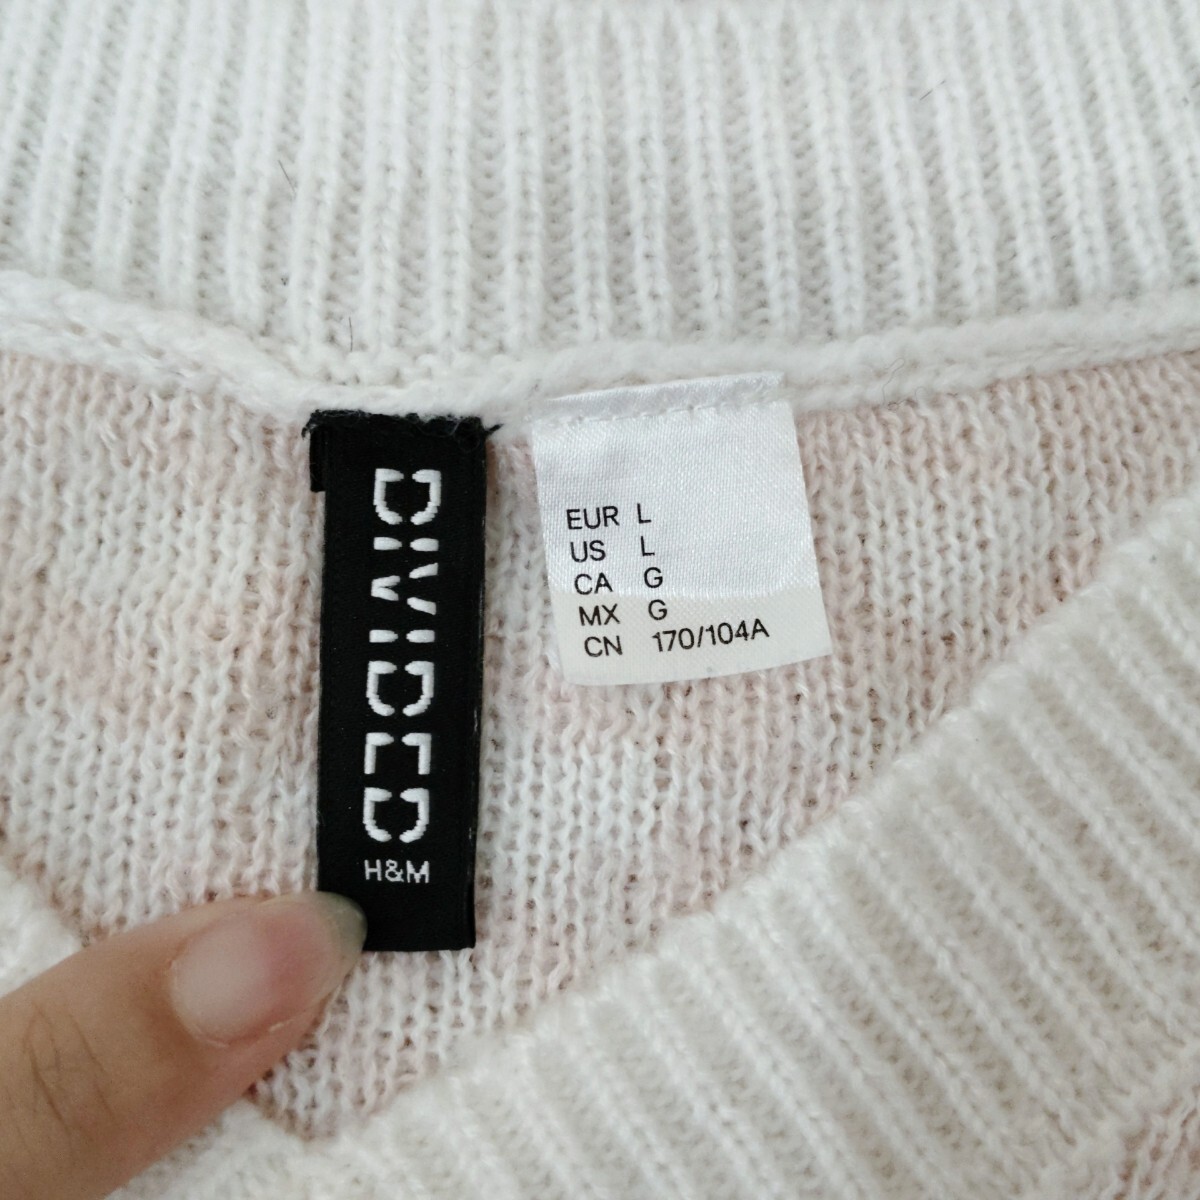 DIVIDED
H&M
EUR L
US L
CA G
MX G
CN 170/104A